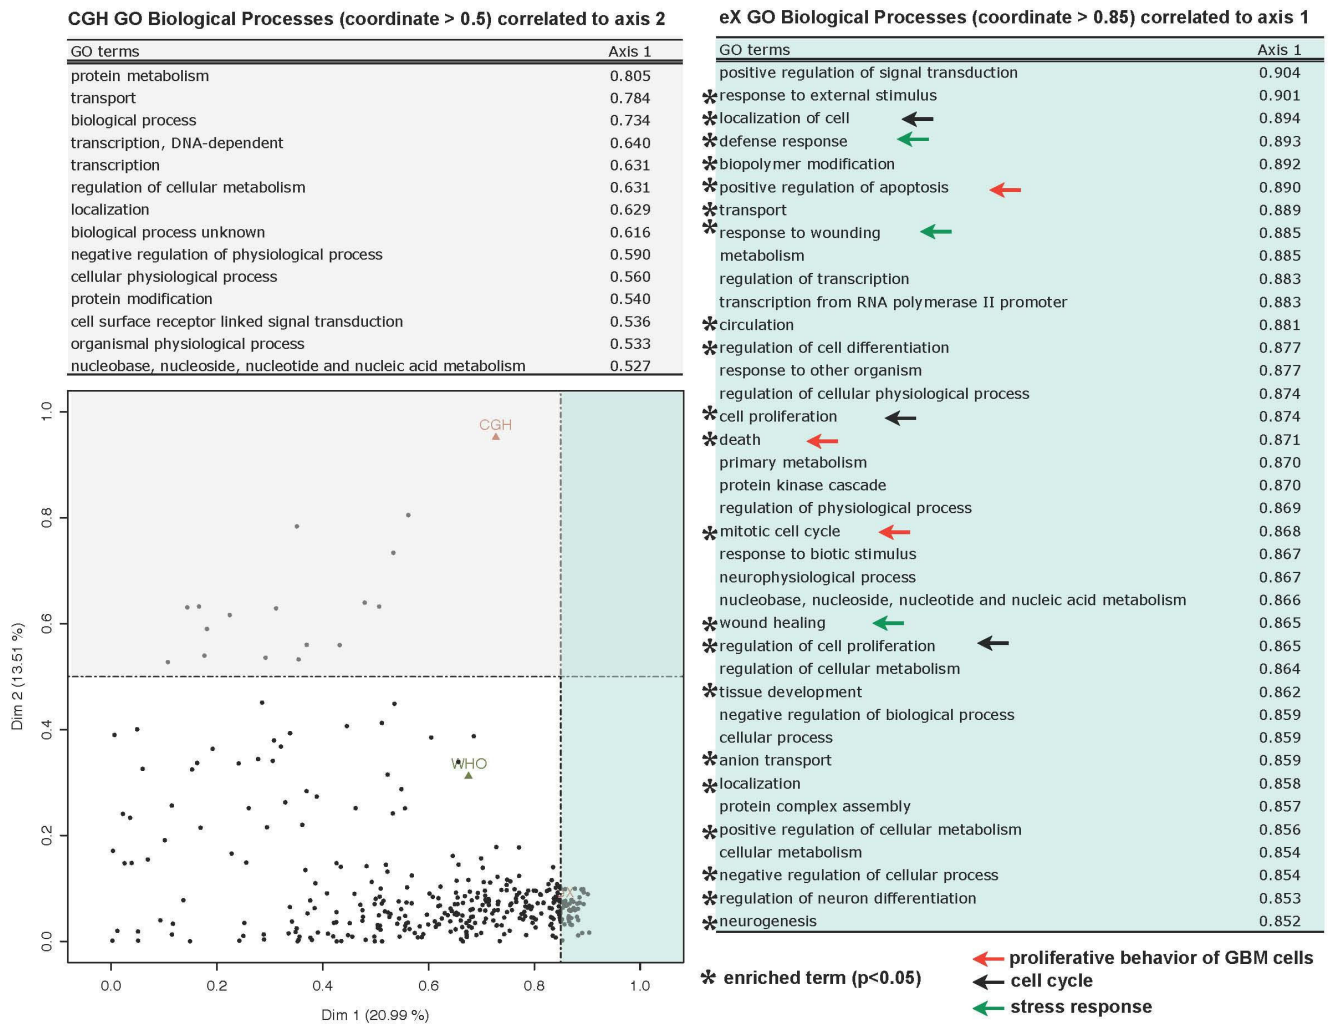 CGH GO Biological Processes (coordinate > 0.5) correlated to axis 2
GO terms Axis 1
protein metabolism 0.805
transport 0.784
biological process 0.734
transcription, DNA-dependent 0.640
transcription 0.631
regulation of cellular metabolism 0.631
localization 0.629
biological process unknown 0.616
negative regulation of physiological process 0.590
cellular physiological process 0.560
protein modification 0.540
cell surface receptor linked signal transduction 0.536
organismal physiological process 0.533
nucleobase, nucleoside, nucleotide and nucleic acid metabolism 0.527
1.0
0.8
0.6
0.4
0.2
0.0
Dim 2 (13.51 %)
CGH
WHO
0.0 0.2 0.4 0.6 0.8 1.0
Dim 1 (20.99 %)
eX GO Biological Processes (coordinate > 0.85) correlated to axis 1
GO terms Axis 1
positive regulation of signal transduction 0.904
*response to external stimulus 0.901
*localization of cell 0.894
*defense response 0.893
*biopolymer modification 0.892
*positive regulation of apoptosis 0.890
*transport 0.889
*response to wounding 0.885
metabolism 0.885
regulation of transcription 0.883
transcription from RNA polymerase II promoter 0.883
*circulation 0.881
*regulation of cell differentiation 0.877
response to other organism 0.877
regulation of cellular physiological process 0.874
*cell proliferation 0.874
*death 0.871
primary metabolism 0.870
protein kinase cascade 0.870
regulation of physiological process 0.869
*mitotic cell cycle 0.868
response to biotic stimulus 0.867
neurophysiological process 0.867
nucleobase, nucleoside, nucleotide and nucleic acid metabolism 0.866
*wound healing 0.865
*regulation of cell proliferation 0.865
regulation of cellular metabolism 0.864
*tissue development 0.862
negative regulation of biological process 0.859
cellular process 0.859
*anion transport 0.859
*localization 0.858
protein complex assembly 0.857
*positive regulation of cellular metabolism 0.856
cellular metabolism 0.854
*negative regulation of cellular process 0.854
*regulation of neuron differentiation 0.853
*neurogenesis 0.852
* enriched term (p<0.05)
proliferative behavior of GBM cells
cell cycle
stress response